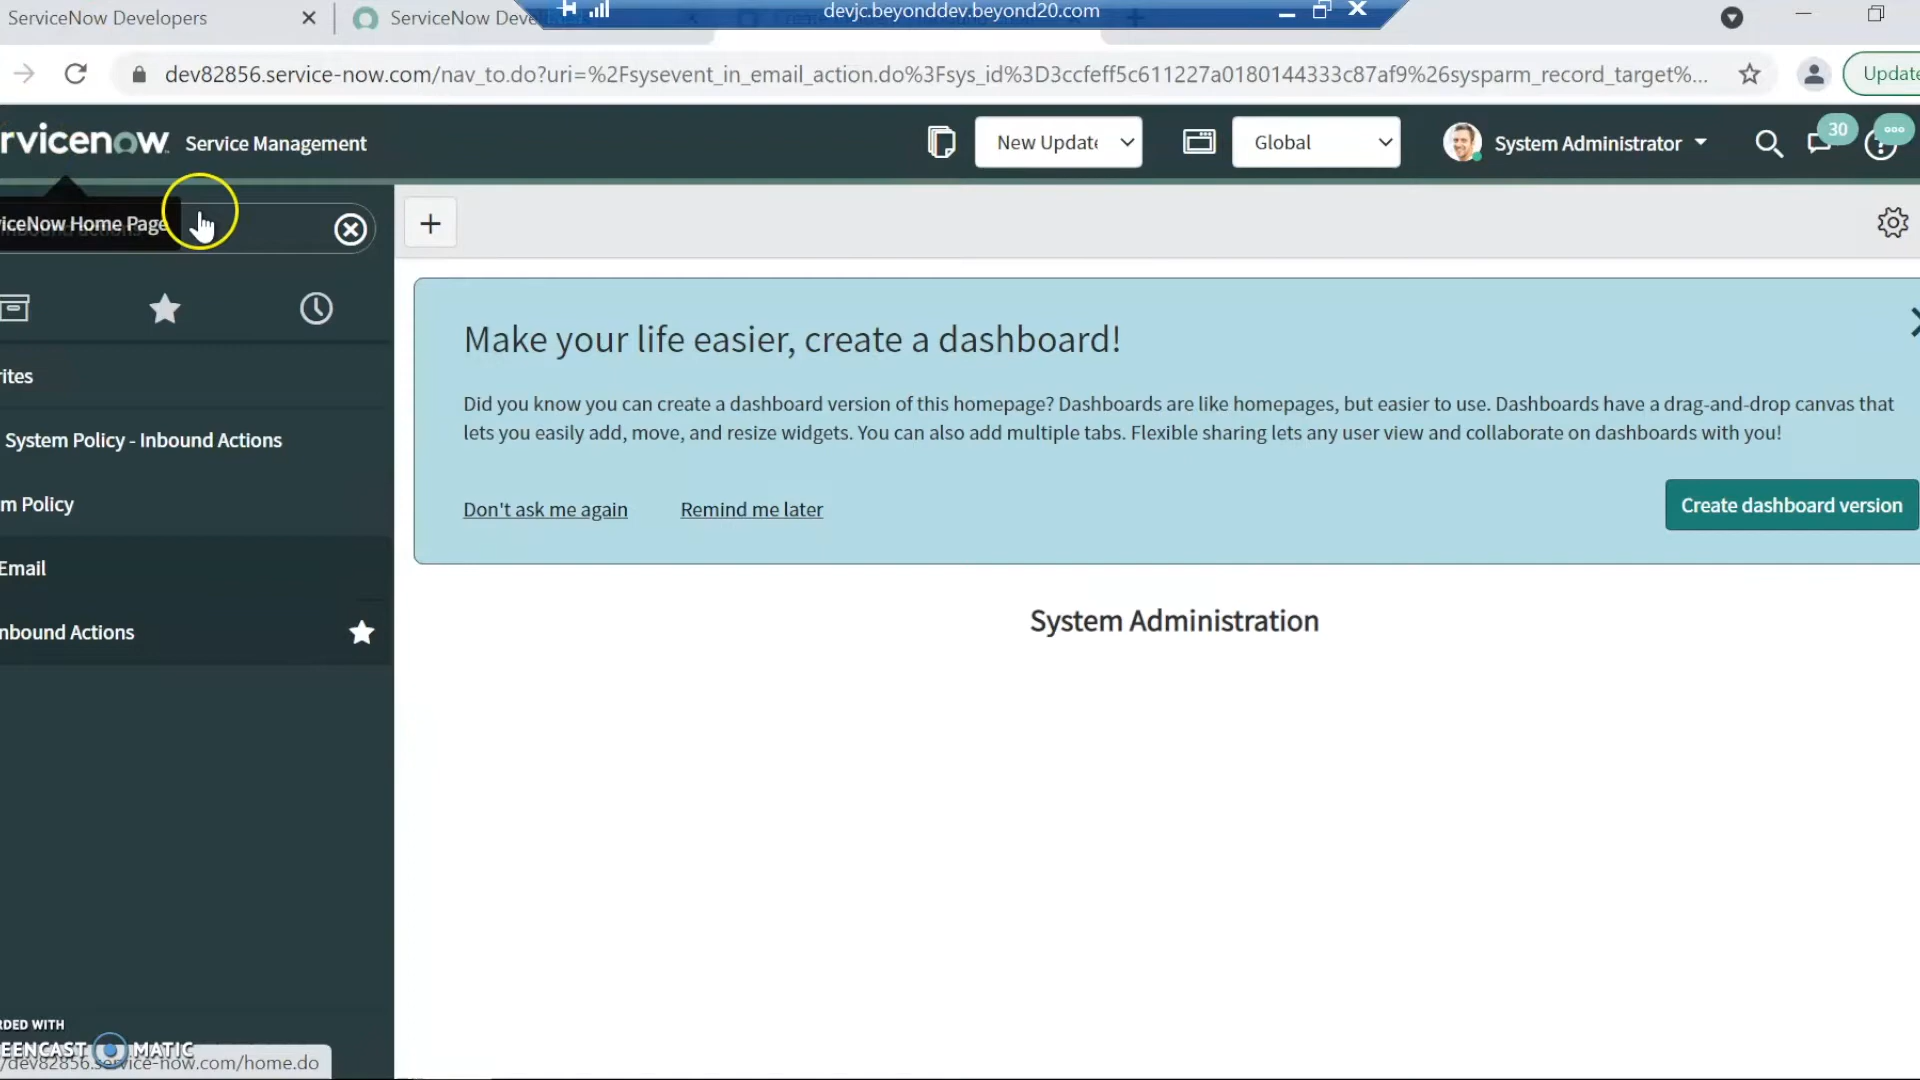 ServiceNow Developers
ServiceNow Deve
devjc.beyonddev.beyond20.com
dev82856.service-now.com/nav_to.do?uri=%2Fsysevent_in_email_action.do%3Fsys_id%3D3ccfeff5c611227a0180144333c87af9%26sysparm_record_target%...
Update
rvicenow Service Management
New Update
Global
System Administrator
30
iceNow Home Page
Make your life easier, create a dashboard!
Did you know you can create a dashboard version of this homepage? Dashboards are like homepages, but easier to use. Dashboards have a drag-and-drop canvas that
lets you easily add, move, and resize widgets. You can also add multiple tabs. Flexible sharing lets any user view and collaborate on dashboards with you!
Don't ask me again
Remind me later
Create dashboard version
ites
System Policy - Inbound Actions
m Policy
Email
nbound Actions
System Administration
RDED WITH
EENCAST MATIC
/dev82856.service-now.com/home.do